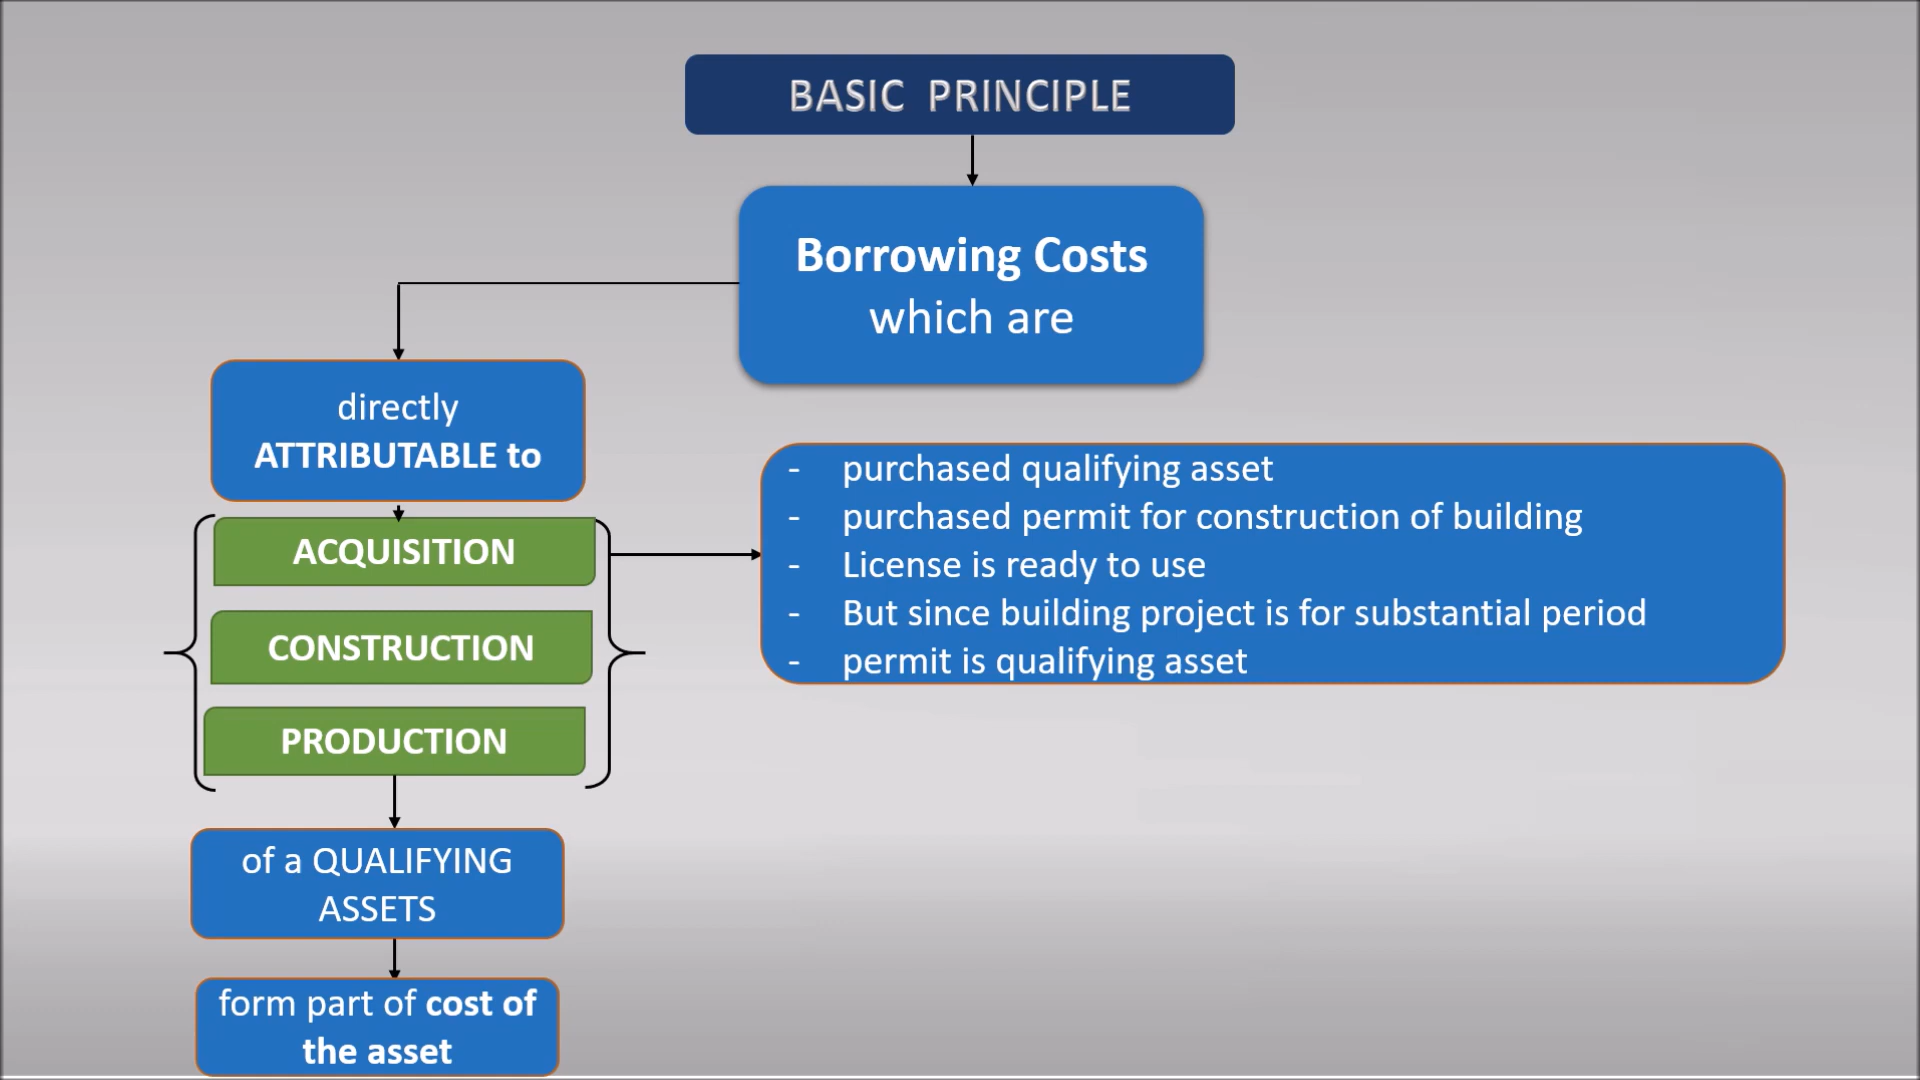 BASIC PRINCIPLE
Borrowing Costs
which are
directly
ATTRIBUTABLE to
ACQUISITION
CONSTRUCTION
PRODUCTION
of a QUALIFYING
ASSETS
form part of cost of
the asset
- purchased qualifying asset
- purchased permit for construction of building
- License is ready to use
- But since building project is for substantial period
- permit is qualifying asset